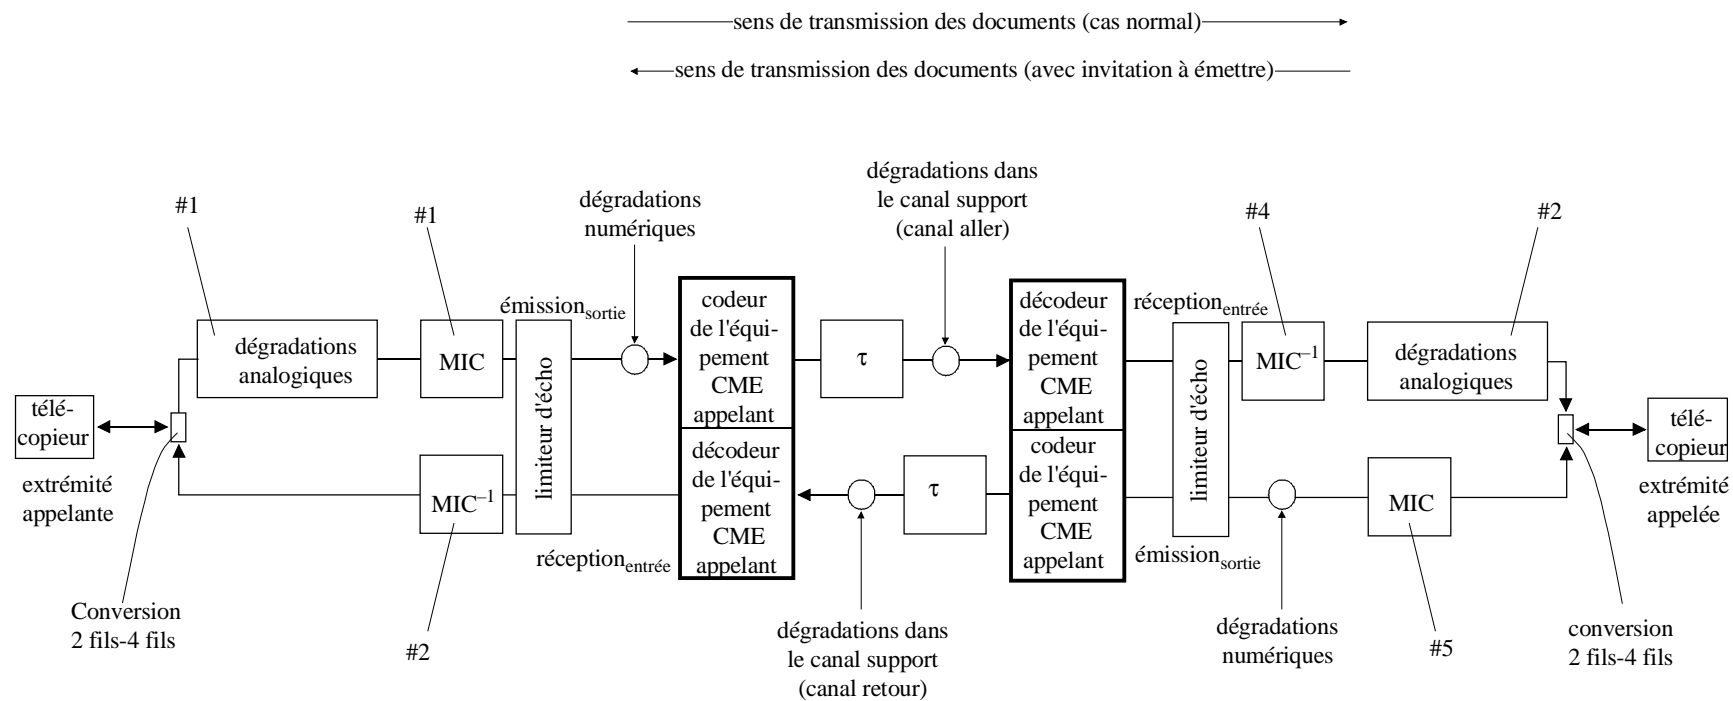 sens de transmission des documents (cas normal)
sens de transmission des documents (avec invitation à émettre)
#1
#1
dégradations
numériques
dégradations dans
le canal support
(canal aller)
#4
#2
émission sortie
réception entrée
dégradations
analogiques
MIC
limiteur d'écho
codeur
de l'équi-
pement
CME
appelant
τ
décodeur
de l'équi-
pement
CME
appelant
limiteur d'écho
MIC–1
dégradations
analogiques
télé-
copieur
extrémité
appelante
MIC–1
décodeur
de l'équi-
pement
CME
appelant
τ
codeur
de l'équi-
pement
CME
appelant
MIC
télé-
copieur
extrémité
appelée
réception entrée
émission sortie
Conversion
2 fils-4 fils
#2
dégradations dans
le canal support
(canal retour)
dégradations
numériques
#5
conversion
2 fils-4 fils